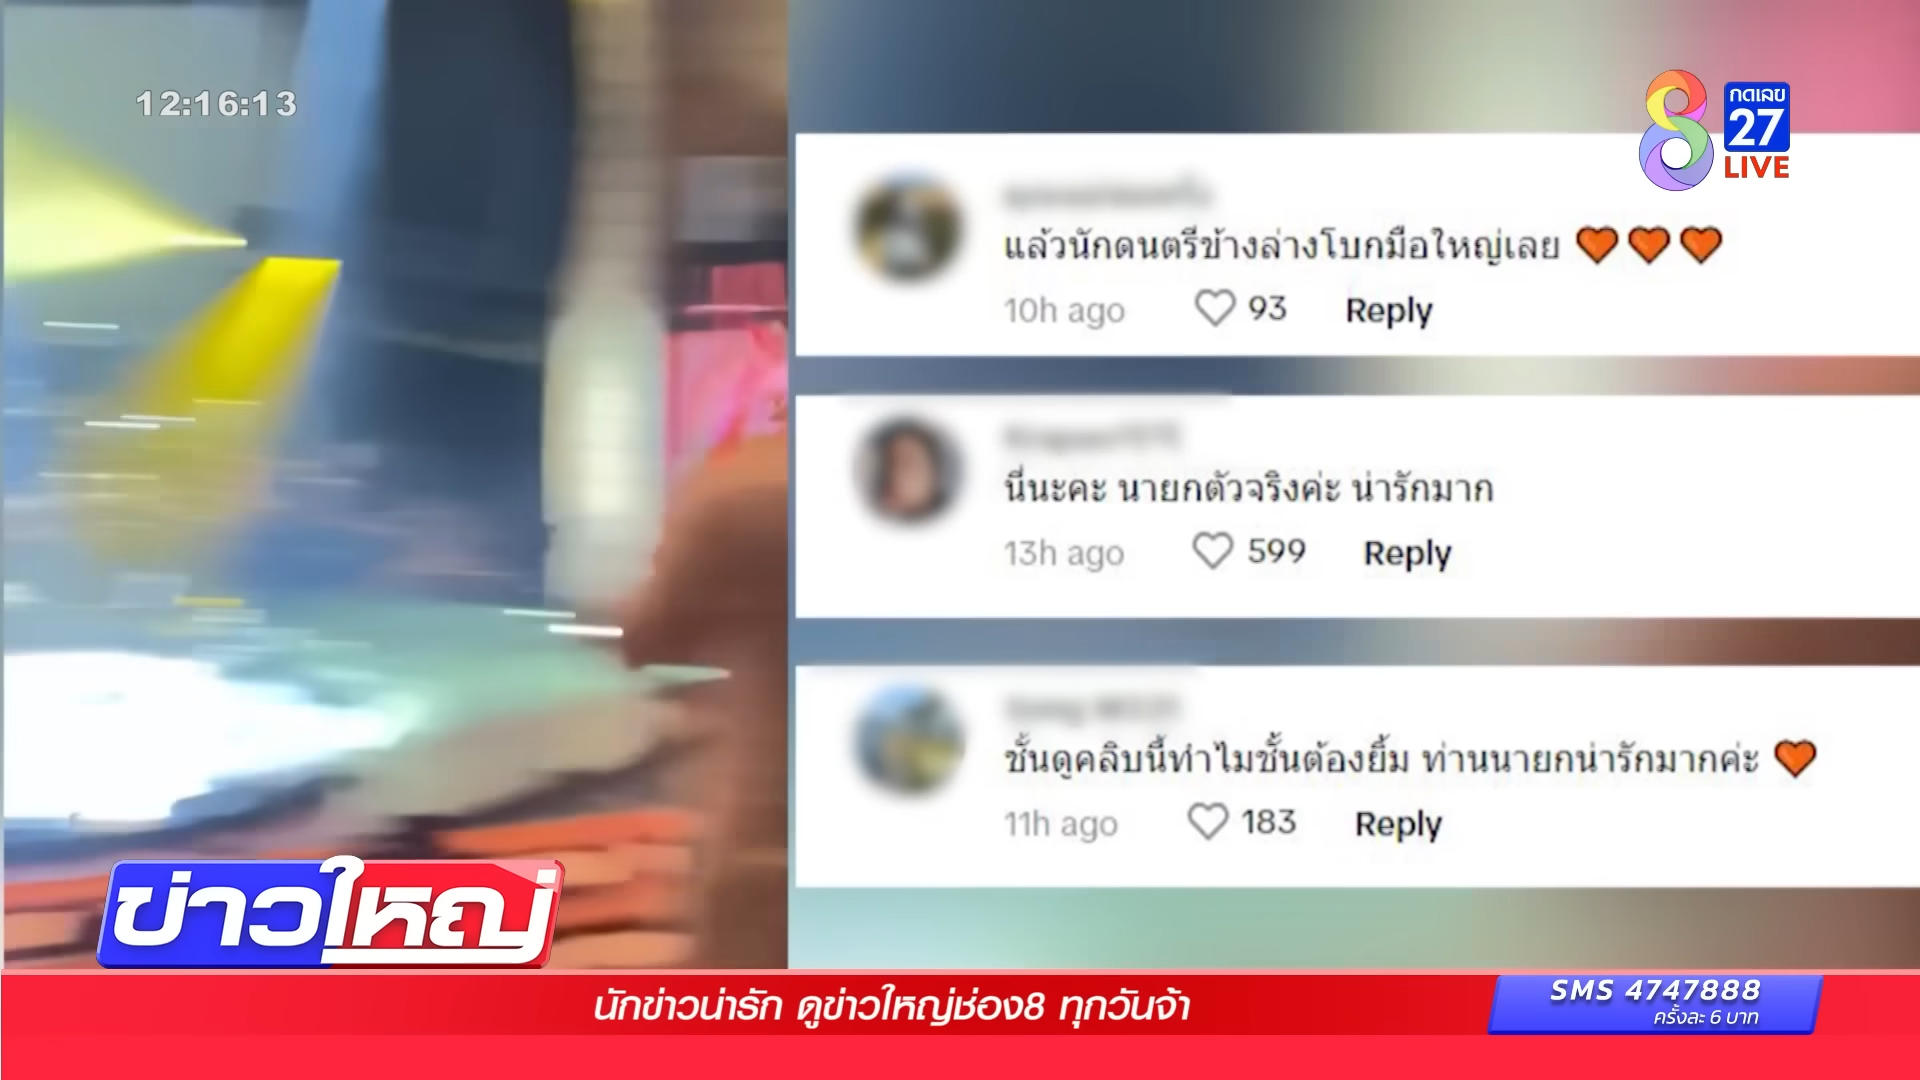 12:16:13
8
กดเลข
27
LIVE
แล้วนักดนตรีข้างล่างโบกมือใหญ่เลย 🧡🧡🧡
10h ago 93 Reply
นี่นะคะ นายกตัวจริงค่ะ น่ารักมาก
13h ago 599 Reply
ชั้นดูคลิบนี้ทำไมชั้นต้องยิ้ม ท่านนายกน่ารักมากค่ะ 🧡
11h ago 183 Reply
ข่าวใหญ่
นักข่าวน่ารัก ดูข่าวใหญ่ช่อง8 ทุกวันจ้า
SMS 4747888
ครั้งละ 6 บาท